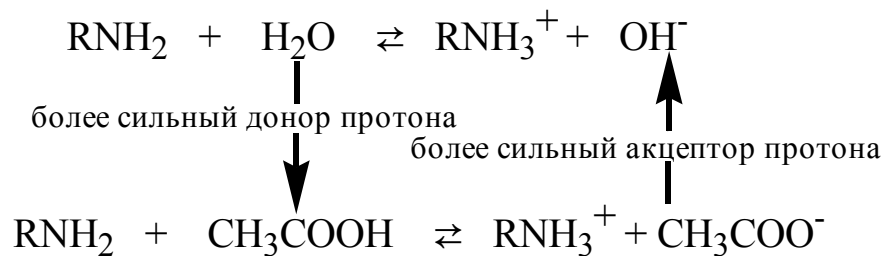 RNH₂ + H₂O ⇄ RNH₃⁺ + OH⁻
более сильный донор протона
более сильный акцептор протона
RNH₂ + CH₃COOH ⇄ RNH₃⁺ + CH₃COO⁻